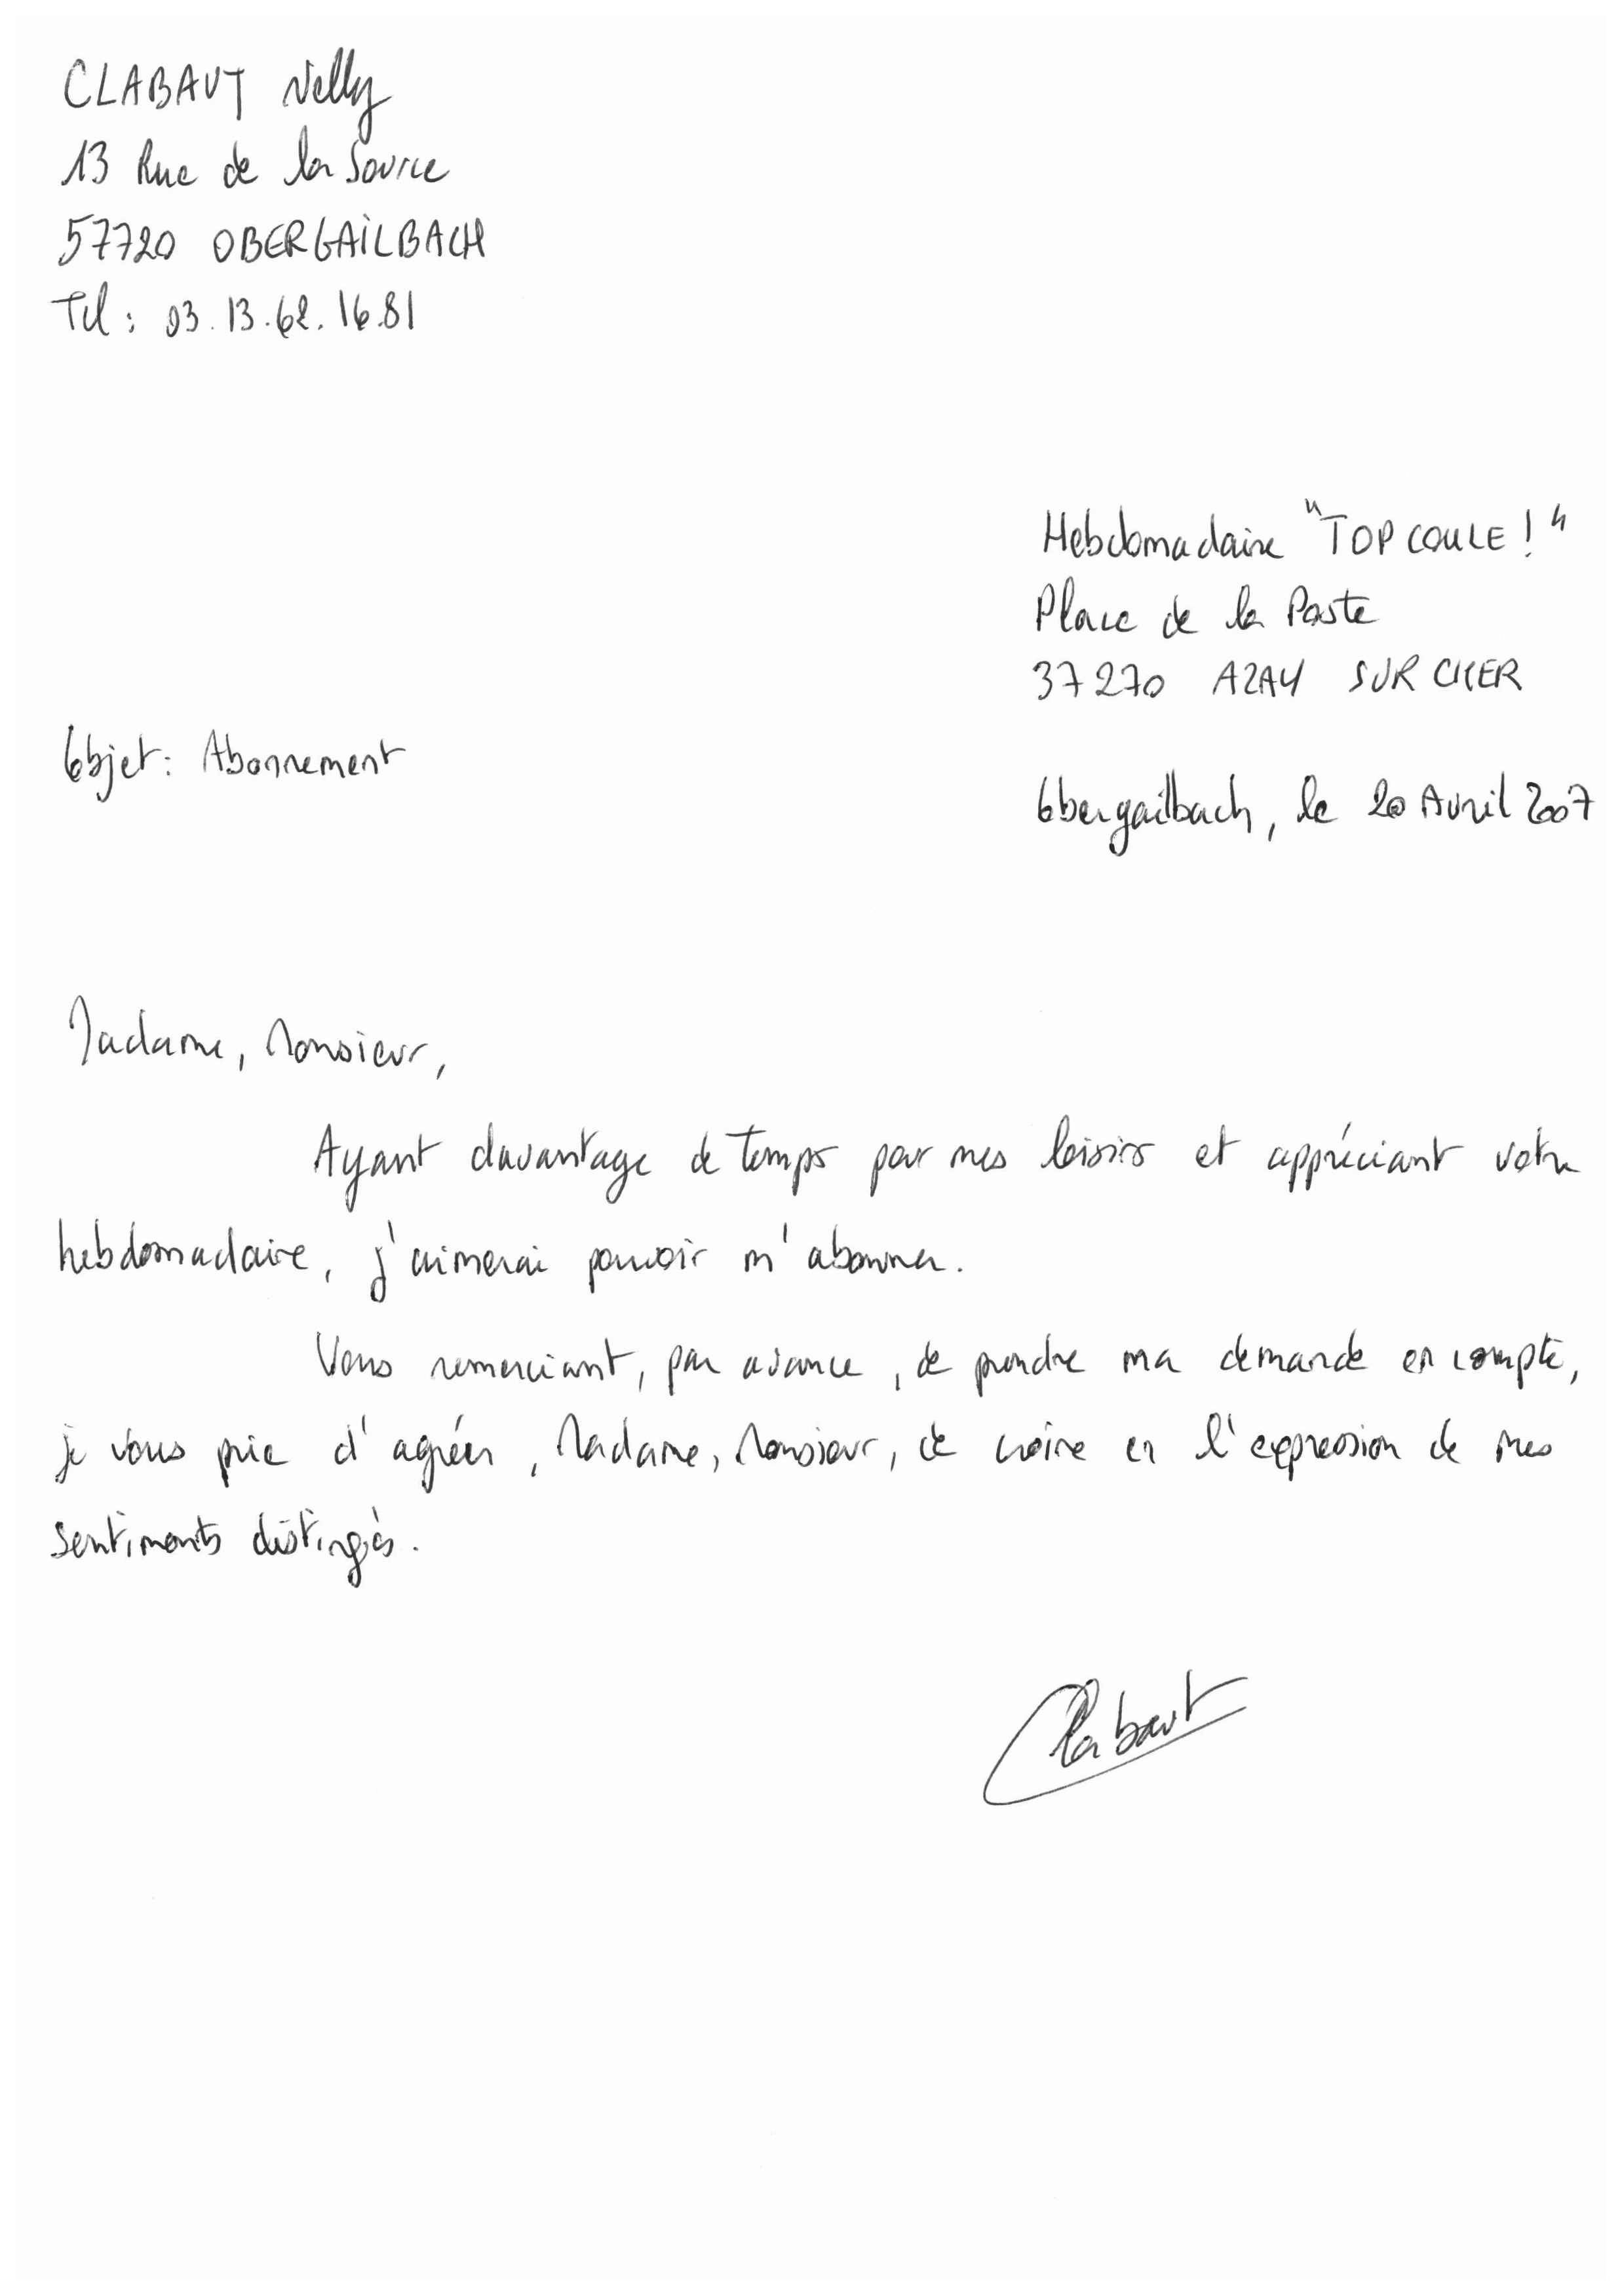 CLABAUT Nelly
13 Rue de la Source
57720 OBERGAILBACH
Tel : 03.13.62.16.81
Hebdomadaire "TOP COULE !"
Place de la Poste
37270 AZAY SUR CHER
Objet : Abonnement
Obergailbach, le 20 Avril 2007
Madame, Monsieur,
Ayant davantage de temps pour mes loisirs et appréciant votre
hebdomadaire, j'aimerai pouvoir m'abonner.
Vous remerciant, par avance, de prendre ma demande en compte,
je vous prie d'agréer, Madame, Monsieur, de croire en l'expression de mes
sentiments distingés.
Clabaut